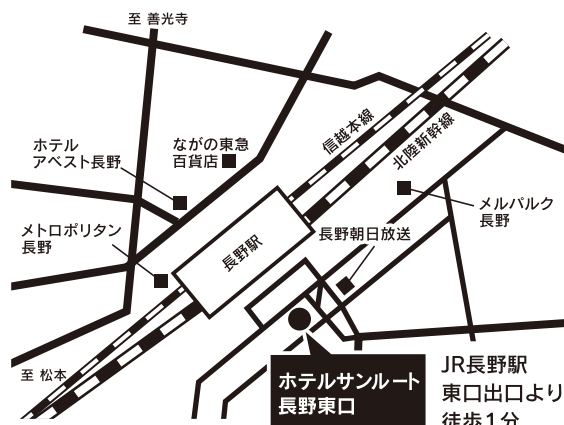 至 善光寺
ホテル
アベスト長野
ながの東急
百貨店
信越本線
北陸新幹線
メルパルク
長野
メトロポリタン
長野
長野駅
長野朝日放送
至 松本
ホテルサンルート
長野東口
JR長野駅
東口出口より
徒歩1分